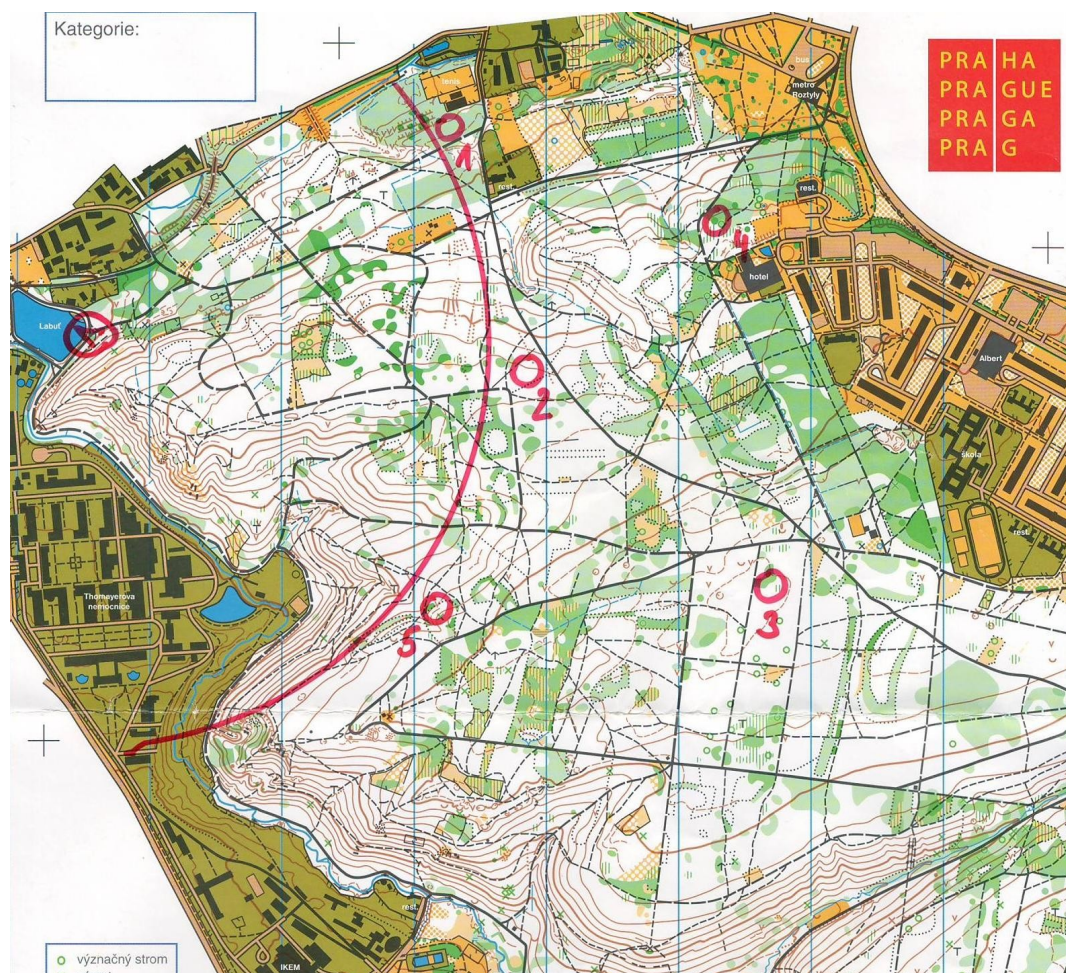 Kategorie:
PRA HA
PRA GUE
PRA GA
PRA G
bus
metro
Roztyly
tenis
1
rest.
rest.
4
hotel
Labuť
Albert
2
škola
rest.
Thomayerova
nemocnice
3
5
rest.
IKEM
význačný strom